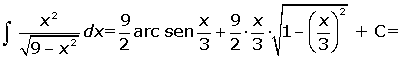 ∫ x²/√(9−x²) dx = 9/2 arc sen x/3 + 9/2 · x/3 · √(1−(x/3)²) + C =